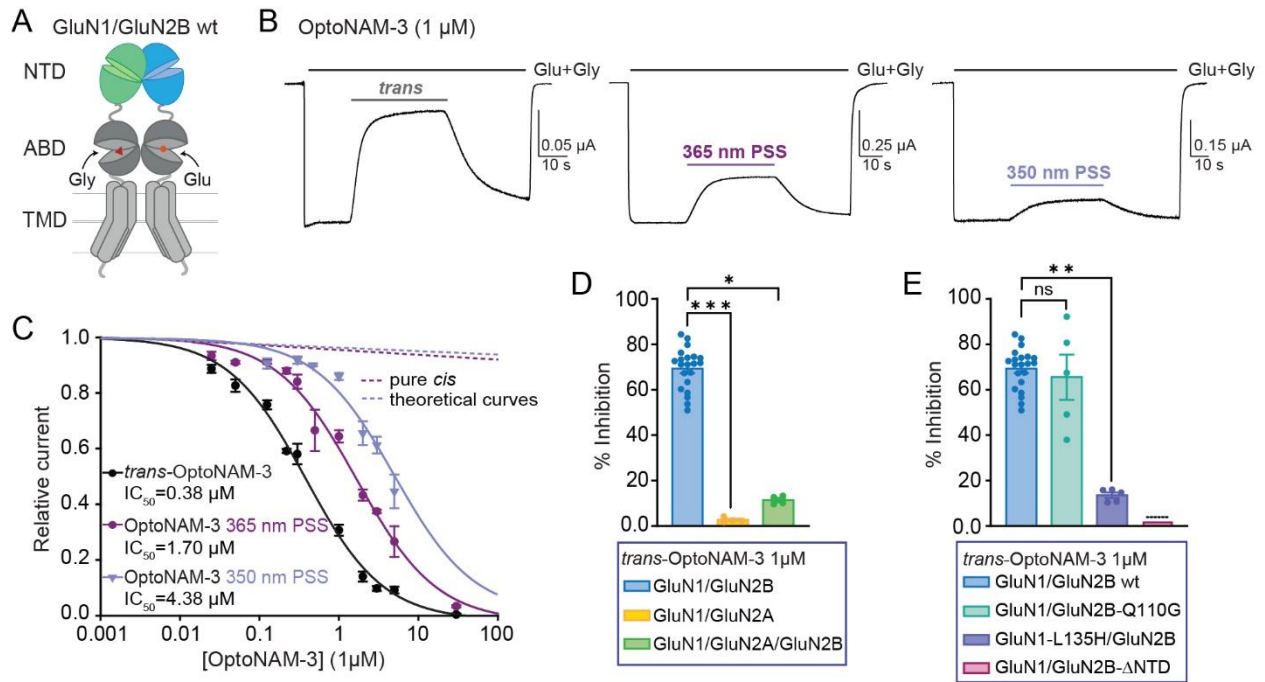 A GluN1/GluN2B wt
NTD
ABD
Gly
Glu
TMD
B OptoNAM-3 (1 µM)
Glu+Gly
trans
0.05 µA
10 s
Glu+Gly
365 nm PSS
0.25 µA
10 s
Glu+Gly
350 nm PSS
0.15 µA
10 s
C
Relative current
1.0
0.8
0.6
0.4
0.2
0.0
0.001
0.01
0.1
1
10
100
[OptoNAM-3] (1µM)
pure cis
theoretical curves
trans-OptoNAM-3
IC50=0.38 µM
OptoNAM-3 365 nm PSS
IC50=1.70 µM
OptoNAM-3 350 nm PSS
IC50=4.38 µM
D
% Inhibition
100
80
60
40
20
0.0
*
***
trans-OptoNAM-3 1µM
GluN1/GluN2B
GluN1/GluN2A
GluN1/GluN2A/GluN2B
E
% Inhibition
100
80
60
40
20
0.0
**
ns
trans-OptoNAM-3 1µM
GluN1/GluN2B wt
GluN1/GluN2B-Q110G
GluN1-L135H/GluN2B
GluN1/GluN2B-ΔNTD